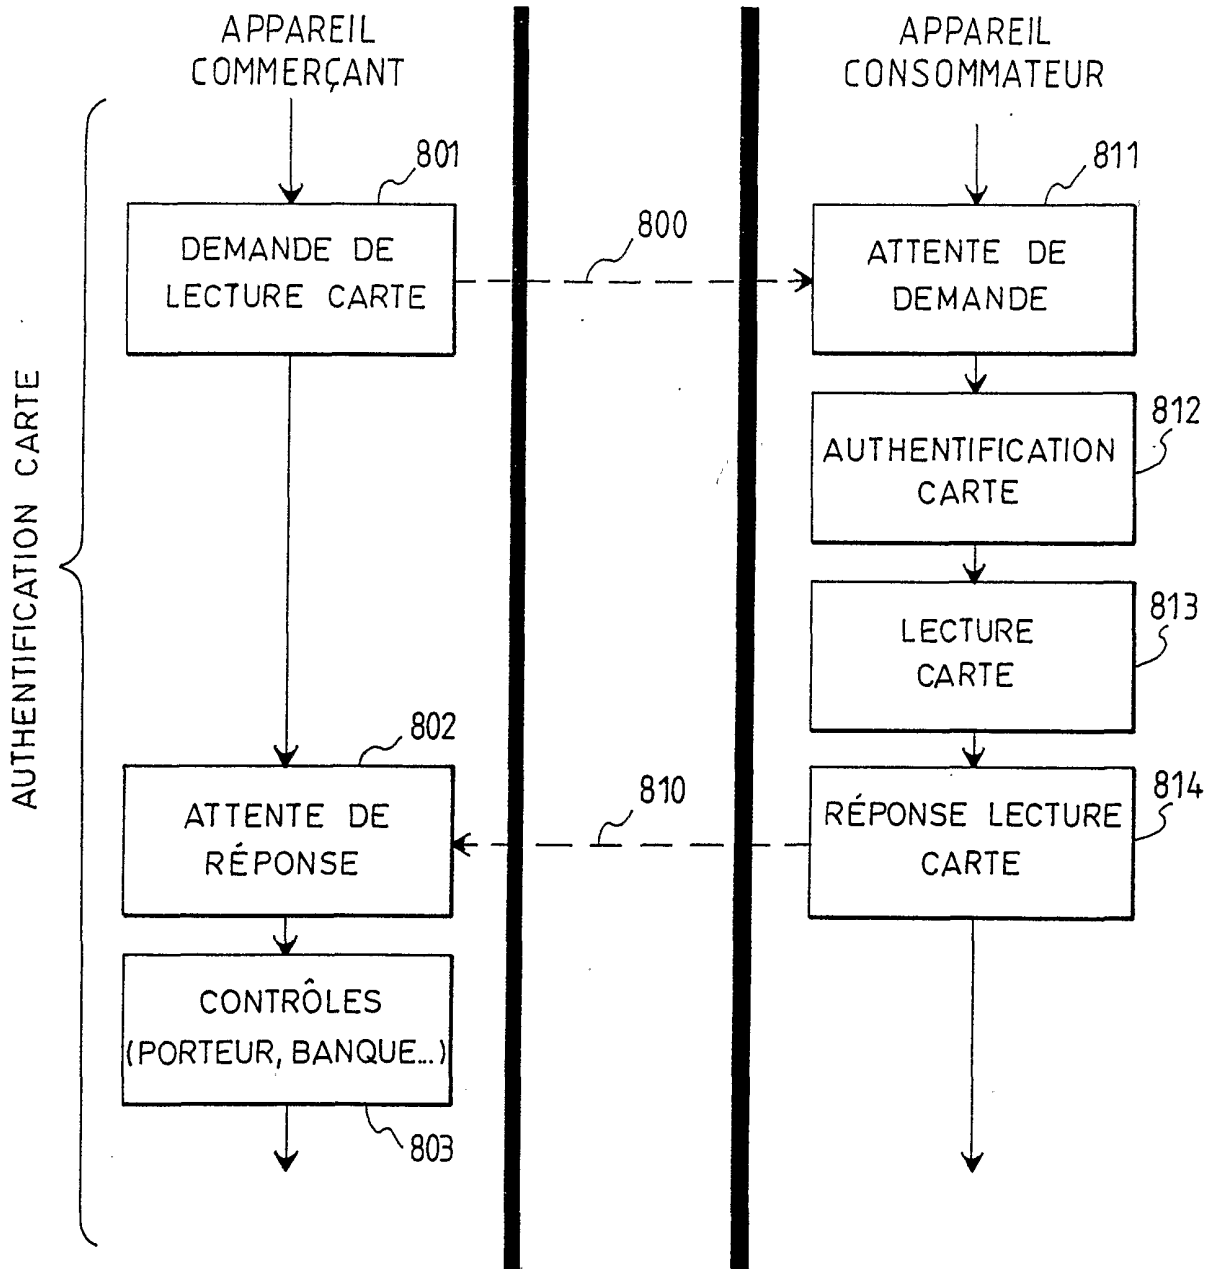 APPAREIL
COMMERÇANT
APPAREIL
CONSOMMATEUR
801
811
DEMANDE DE
LECTURE CARTE
800
ATTENTE DE
DEMANDE
AUTHENTIFICATION CARTE
812
AUTHENTIFICATION
CARTE
813
LECTURE
CARTE
802
ATTENTE DE
RÉPONSE
810
814
RÉPONSE LECTURE
CARTE
CONTRÔLES
(PORTEUR, BANQUE...)
803